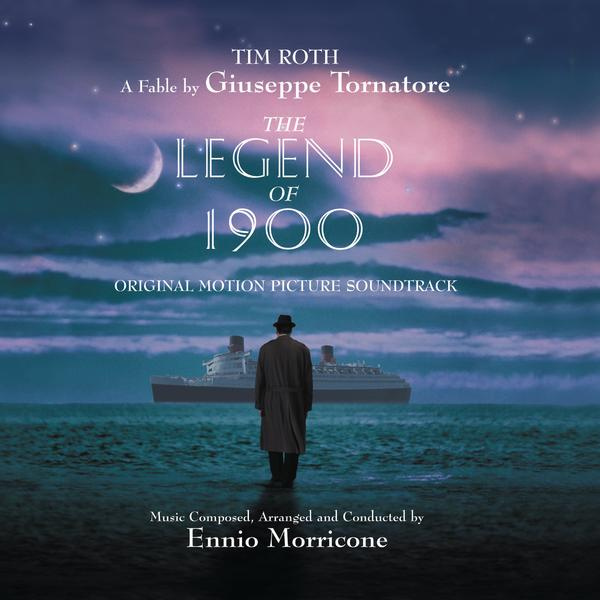 TIM ROTH
A Fable by Giuseppe Tornatore
THE
LEGEND
OF
1900
ORIGINAL MOTION PICTURE SOUNDTRACK
Music Composed, Arranged and Conducted by
Ennio Morricone